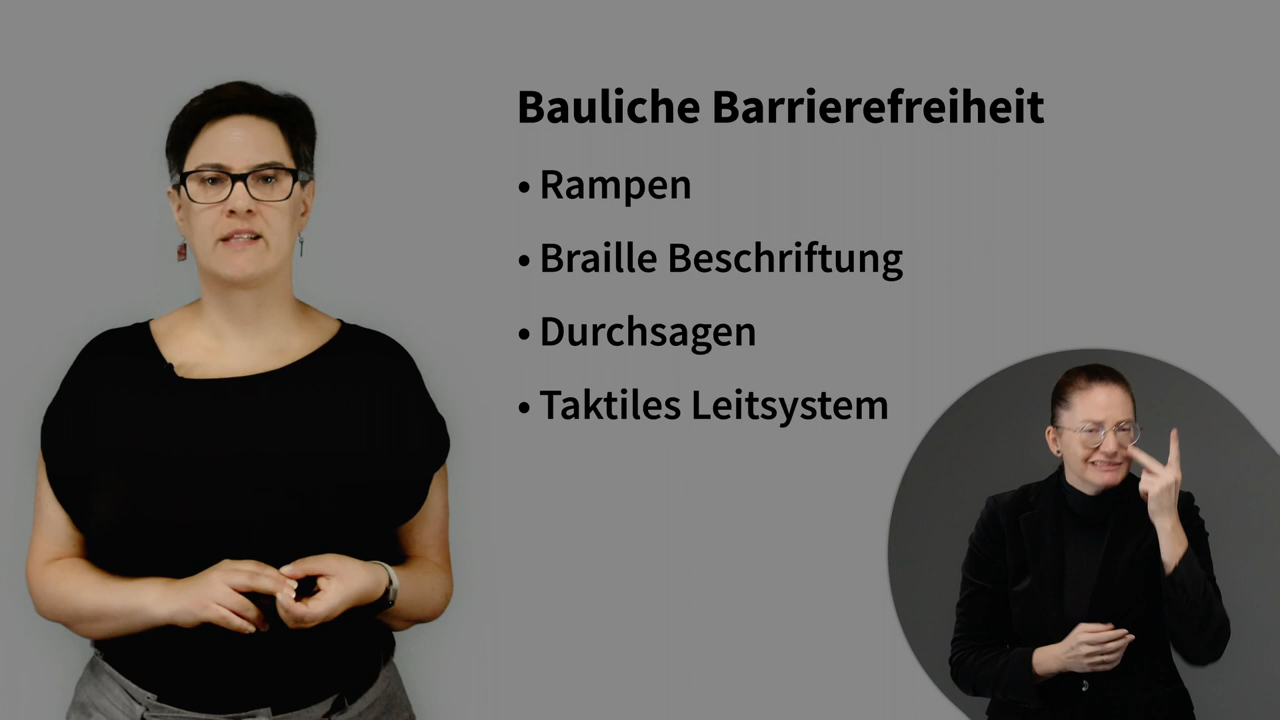 Bauliche Barrierefreiheit
• Rampen
• Braille Beschriftung
• Durchsagen
• Taktiles Leitsystem